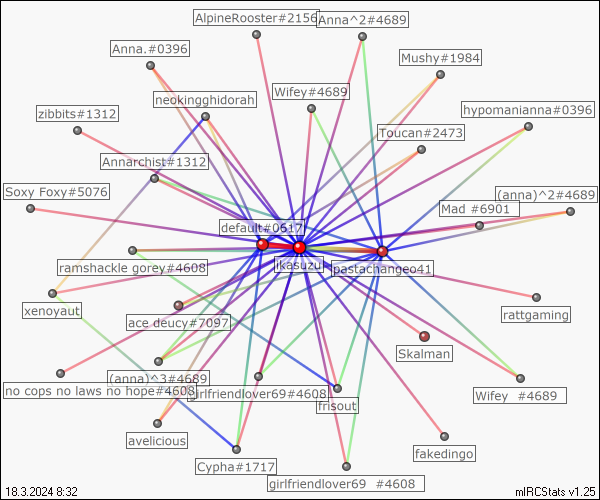 AlpineRooster#2156
Anna^2#4689
Anna.#0396
Mushy#1984
Wifey#4689
neokingghidorah
zibbits#1312
hypomanianna#0396
Toucan#2473
Annarchist#1312
Soxy Foxy#5076
(anna)^2#4689
Mad #6901
default#0617
ikasuzu
pastachangeo41
ramshackle gorey#4608
xenoyaut
rattgaming
ace deucy#7097
Skalman
(anna)^3#4689
no cops no laws no hope#4608
girlfriendlover69#4608
Wifey #4689
frisout
avelicious
fakedingo
Cypha#1717
girlfriendlover69 #4608
18.3.2024 8:32
mIRCStats v1.25